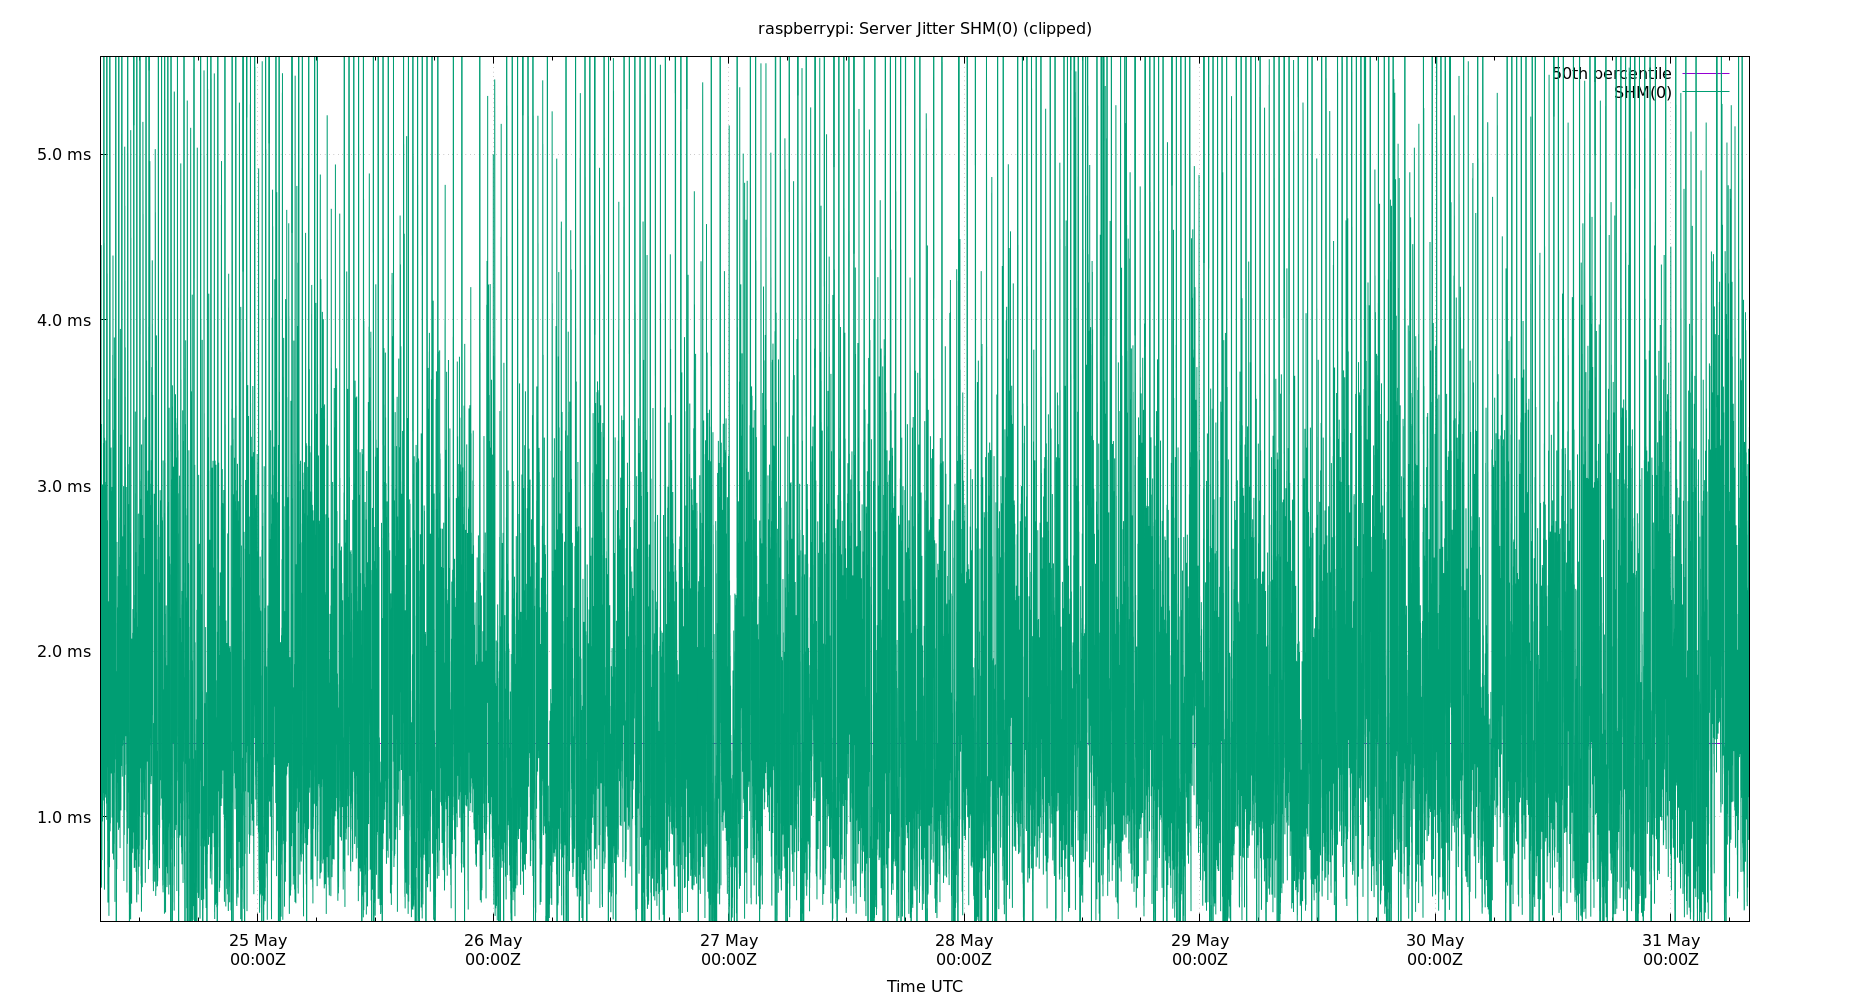 raspberrypi: Server Jitter SHM(0) (clipped)
50th percentile
SHM(0)
5.0 ms
4.0 ms
3.0 ms
2.0 ms
1.0 ms
25 May 26 May 27 May 28 May 29 May 30 May 31 May
00:00Z 00:00Z 00:00Z 00:00Z 00:00Z 00:00Z 00:00Z
Time UTC